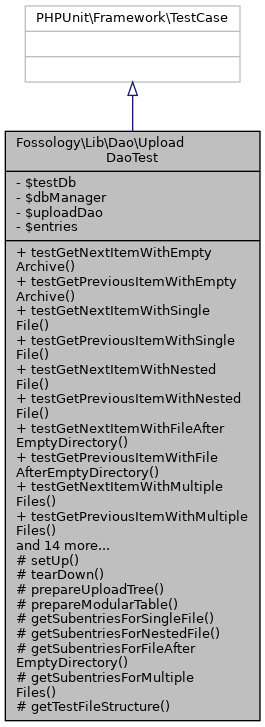 PHPUnit\Framework\TestCase
Fossology\Lib\Dao\Upload
DaoTest
- $testDb
- $dbManager
- $uploadDao
- $entries
+ testGetNextItemWithEmpty
Archive()
+ testGetPreviousItemWithEmpty
Archive()
+ testGetNextItemWithSingle
File()
+ testGetPreviousItemWithSingle
File()
+ testGetNextItemWithNested
File()
+ testGetPreviousItemWithNested
File()
+ testGetNextItemWithFileAfter
EmptyDirectory()
+ testGetPreviousItemWithFile
AfterEmptyDirectory()
+ testGetNextItemWithMultiple
Files()
+ testGetPreviousItemWithMultiple
Files()
and 14 more...
# setUp()
# tearDown()
# prepareUploadTree()
# prepareModularTable()
# getSubentriesForSingleFile()
# getSubentriesForNestedFile()
# getSubentriesForFileAfter
EmptyDirectory()
# getSubentriesForMultiple
Files()
# getTestFileStructure()